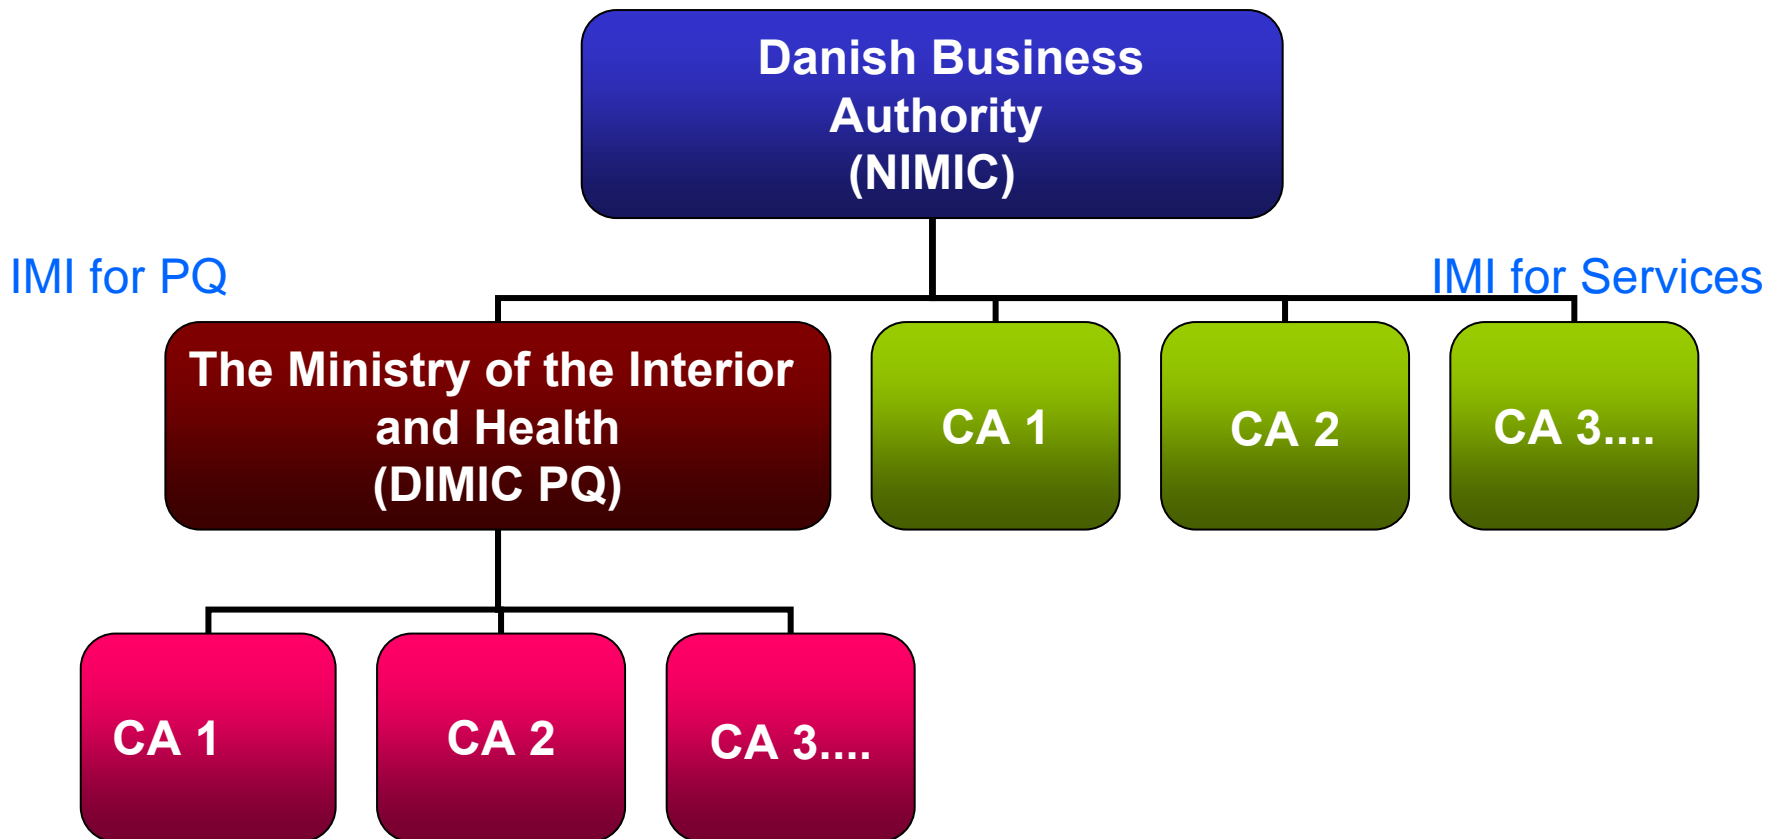 Danish Business
Authority
(NIMIC)
IMI for PQ
IMI for Services
The Ministry of the Interior
and Health
(DIMIC PQ)
CA 1
CA 2
CA 3....
CA 1
CA 2
CA 3....